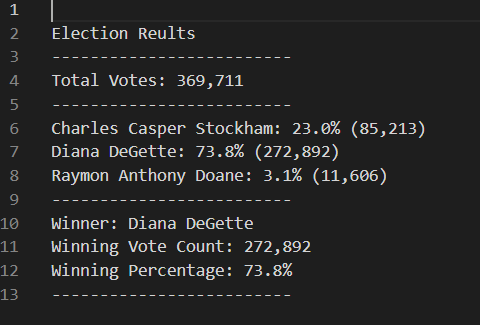 1
2 Election Reults
3 -------------------------
4 Total Votes: 369,711
5 -------------------------
6 Charles Casper Stockham: 23.0% (85,213)
7 Diana DeGette: 73.8% (272,892)
8 Raymon Anthony Doane: 3.1% (11,606)
9 -------------------------
10 Winner: Diana DeGette
11 Winning Vote Count: 272,892
12 Winning Percentage: 73.8%
13 -------------------------